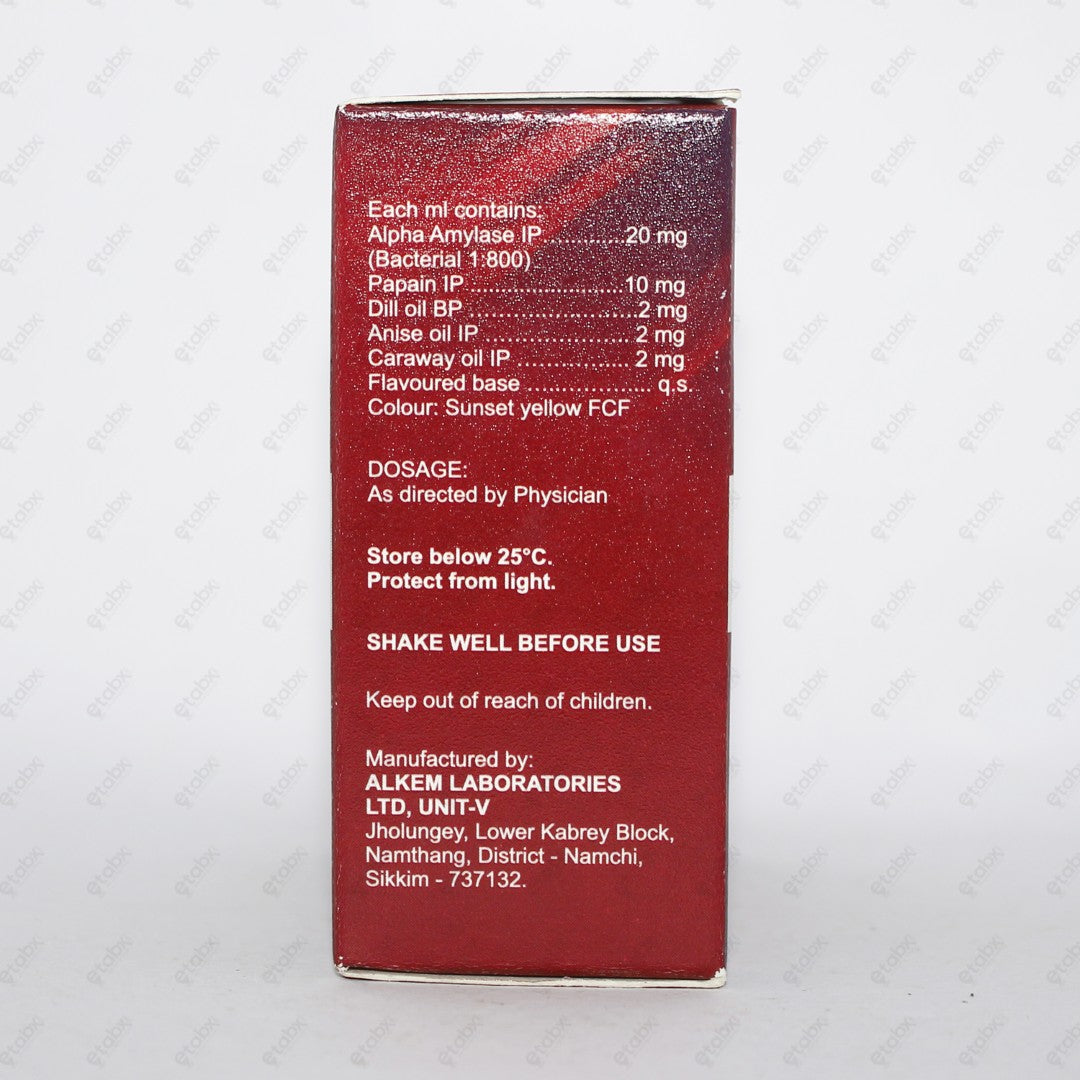 Each ml contains:
Alpha Amylase IP.............20 mg
(Bacterial 1:800)
Papain IP.........................10 mg
Dill oil BP............................2 mg
Anise oil IP........................ 2 mg
Caraway oil IP.................. 2 mg
Flavoured base.................... q.s.
Colour: Sunset yellow FCF
DOSAGE:
As directed by Physician
Store below 25°C.
Protect from light.
SHAKE WELL BEFORE USE
Keep out of reach of children.
Manufactured by:
ALKEM LABORATORIES
LTD, UNIT-V
Jholungey, Lower Kabrey Block,
Namthang, District - Namchi,
Sikkim - 737132.
etabx